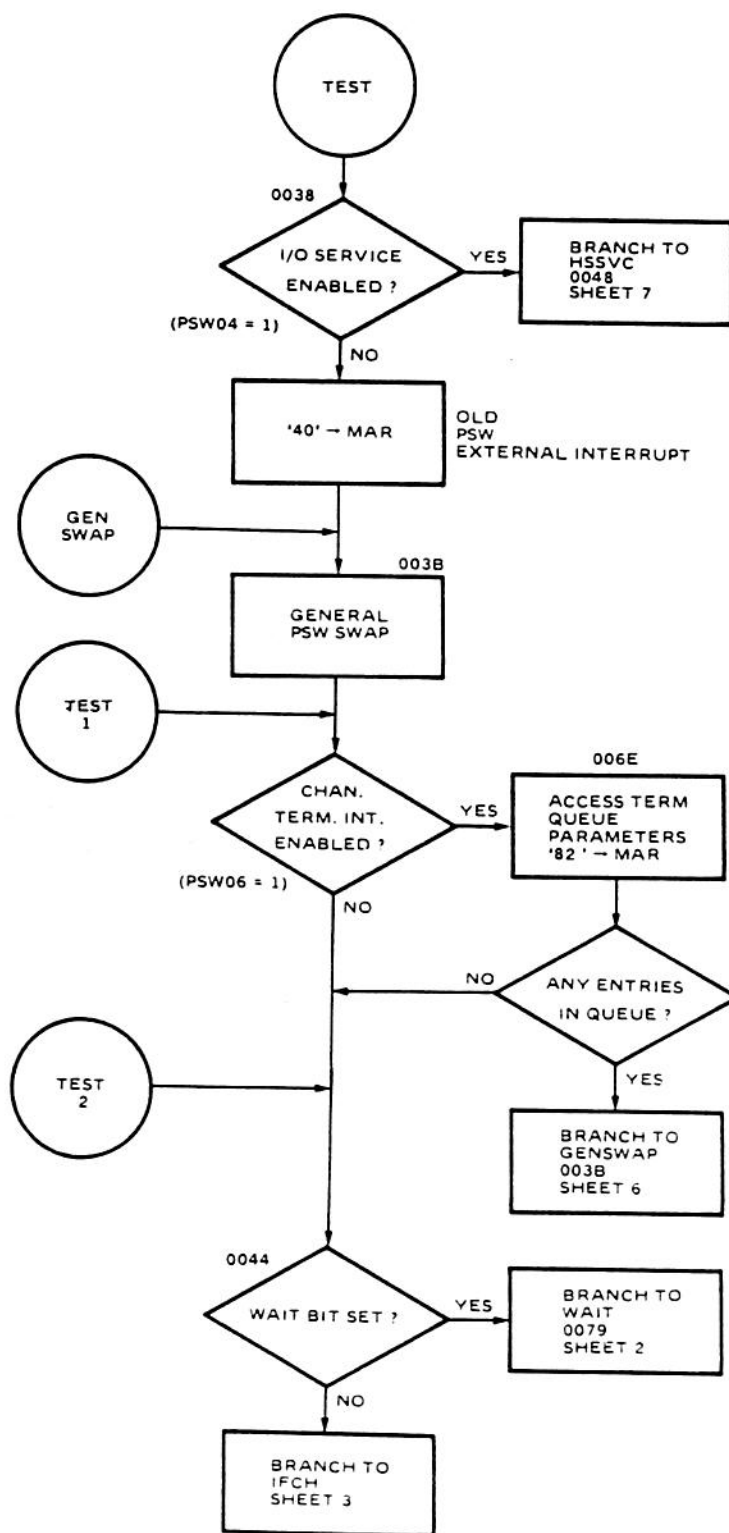 TEST
0038
I/O SERVICE
ENABLED ?
(PSW04 = 1)
YES
BRANCH TO
HSSVC
0048
SHEET 7
NO
'40' → MAR
OLD
PSW
EXTERNAL INTERRUPT
GEN
SWAP
003B
GENERAL
PSW SWAP
TEST
1
CHAN.
TERM. INT.
ENABLED ?
(PSW06 = 1)
YES
006E
ACCESS TERM
QUEUE
PARAMETERS
'82' → MAR
NO
NO
ANY ENTRIES
IN QUEUE ?
TEST
2
YES
BRANCH TO
GENSWAP
003B
SHEET 6
0044
WAIT BIT SET ?
YES
BRANCH TO
WAIT
0079
SHEET 2
NO
BRANCH TO
IFCH
SHEET 3